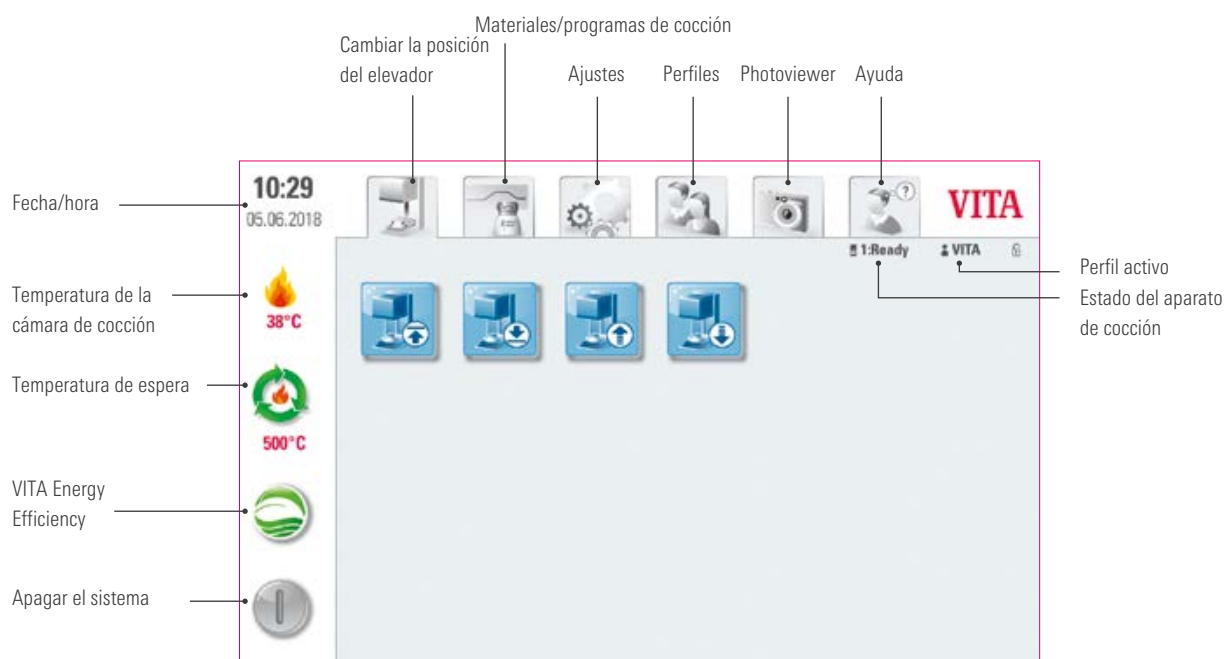 Materiales/programas de cocción
Cambiar la posición
del elevador
Ajustes
Perfiles
Photoviewer
Ayuda
Fecha/hora
10:29
05.06.2018
?
VITA
1:Ready
VITA
Perfil activo
Estado del aparato
de cocción
Temperatura de la
cámara de cocción
38°C
Temperatura de espera
500°C
VITA Energy
Efficiency
Apagar el sistema